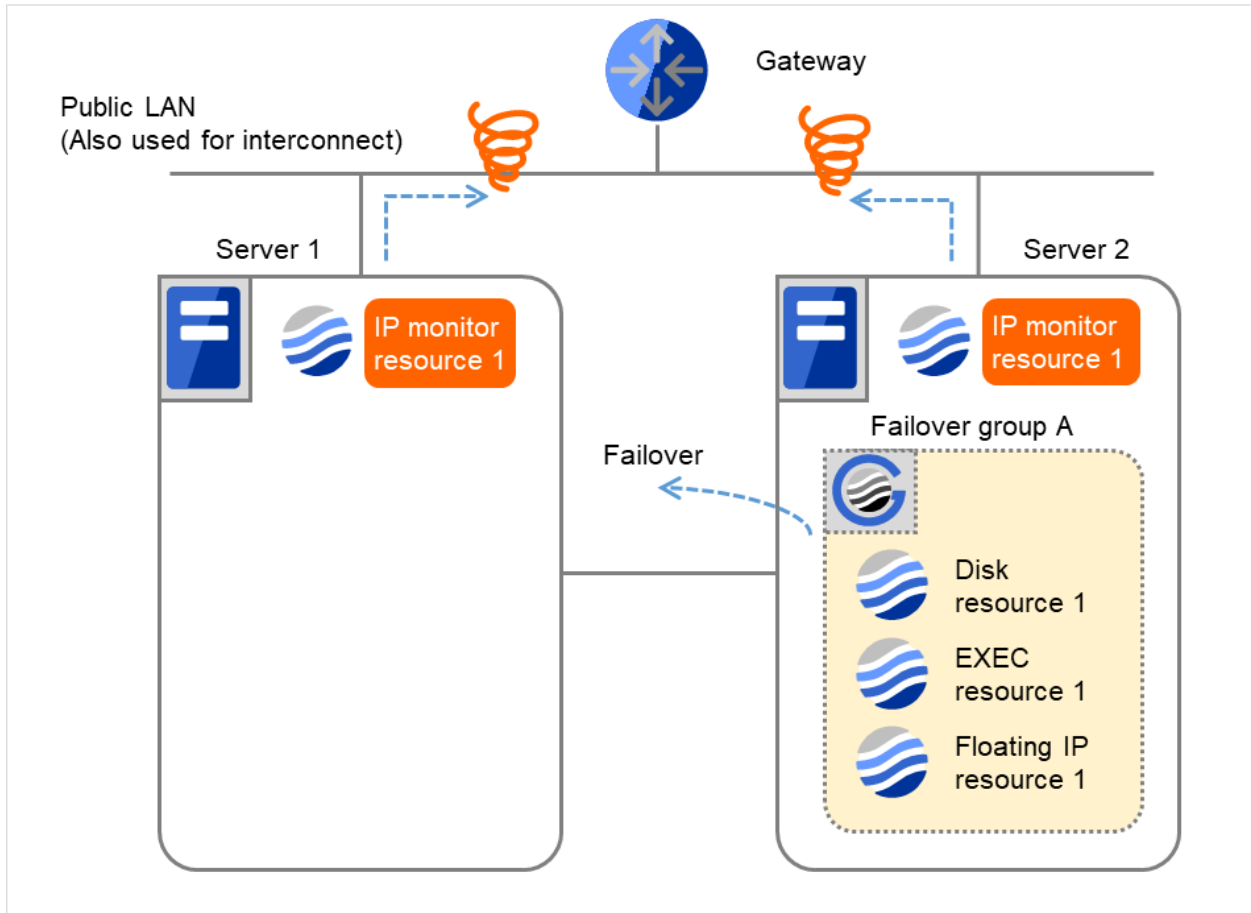 Gateway
Public LAN
(Also used for interconnect)
Server 1
Server 2
IP monitor
resource 1
IP monitor
resource 1
Failover group A
Failover
Disk
resource 1
EXEC
resource 1
Floating IP
resource 1